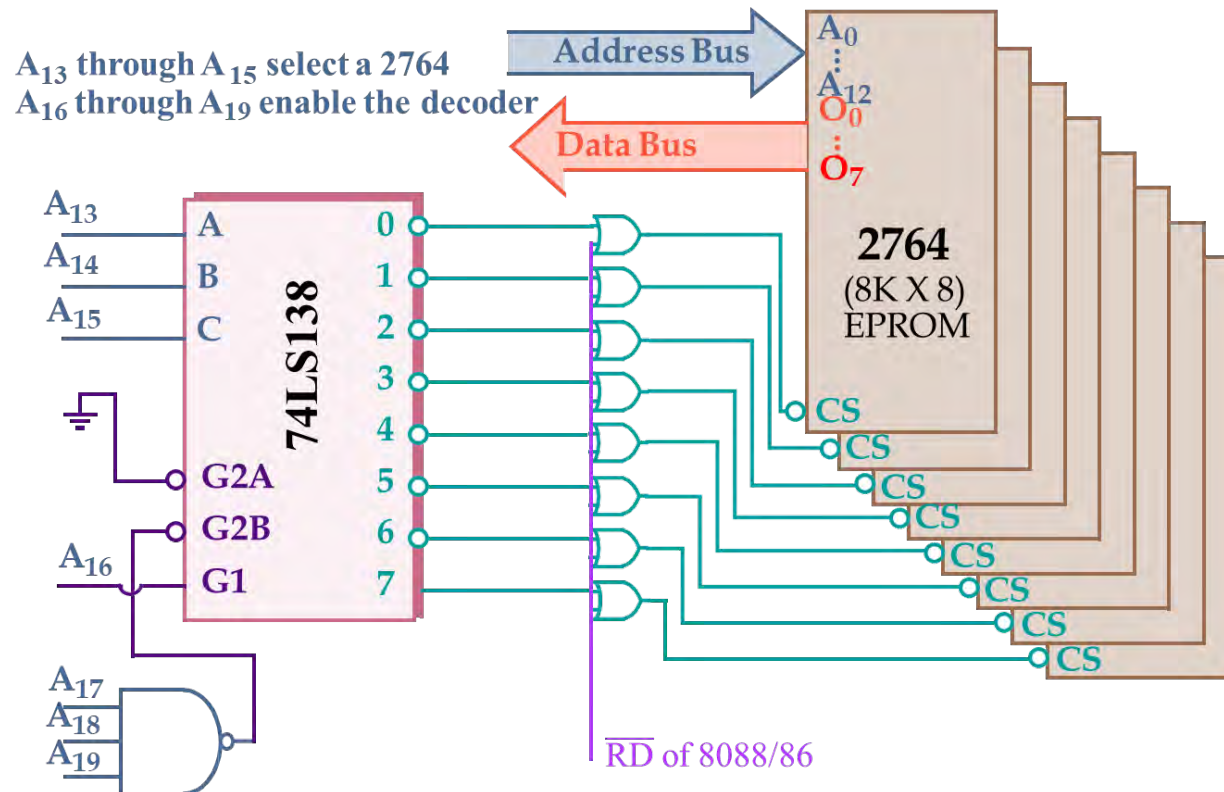 A₁₃ through A₁₅ select a 2764
A₁₆ through A₁₉ enable the decoder
Address Bus
Data Bus
A₀
⋮
A₁₂
O₀
⋮
O₇
2764
(8K X 8)
EPROM
A₁₃
A₁₄
A₁₅
A
B
C
74LS138
0
1
2
3
4
5
6
7
G2A
G2B
G1
A₁₆
A₁₇
A₁₈
A₁₉
CS
CS
CS
CS
CS
CS
CS
CS
R̅D̅ of 8088/86